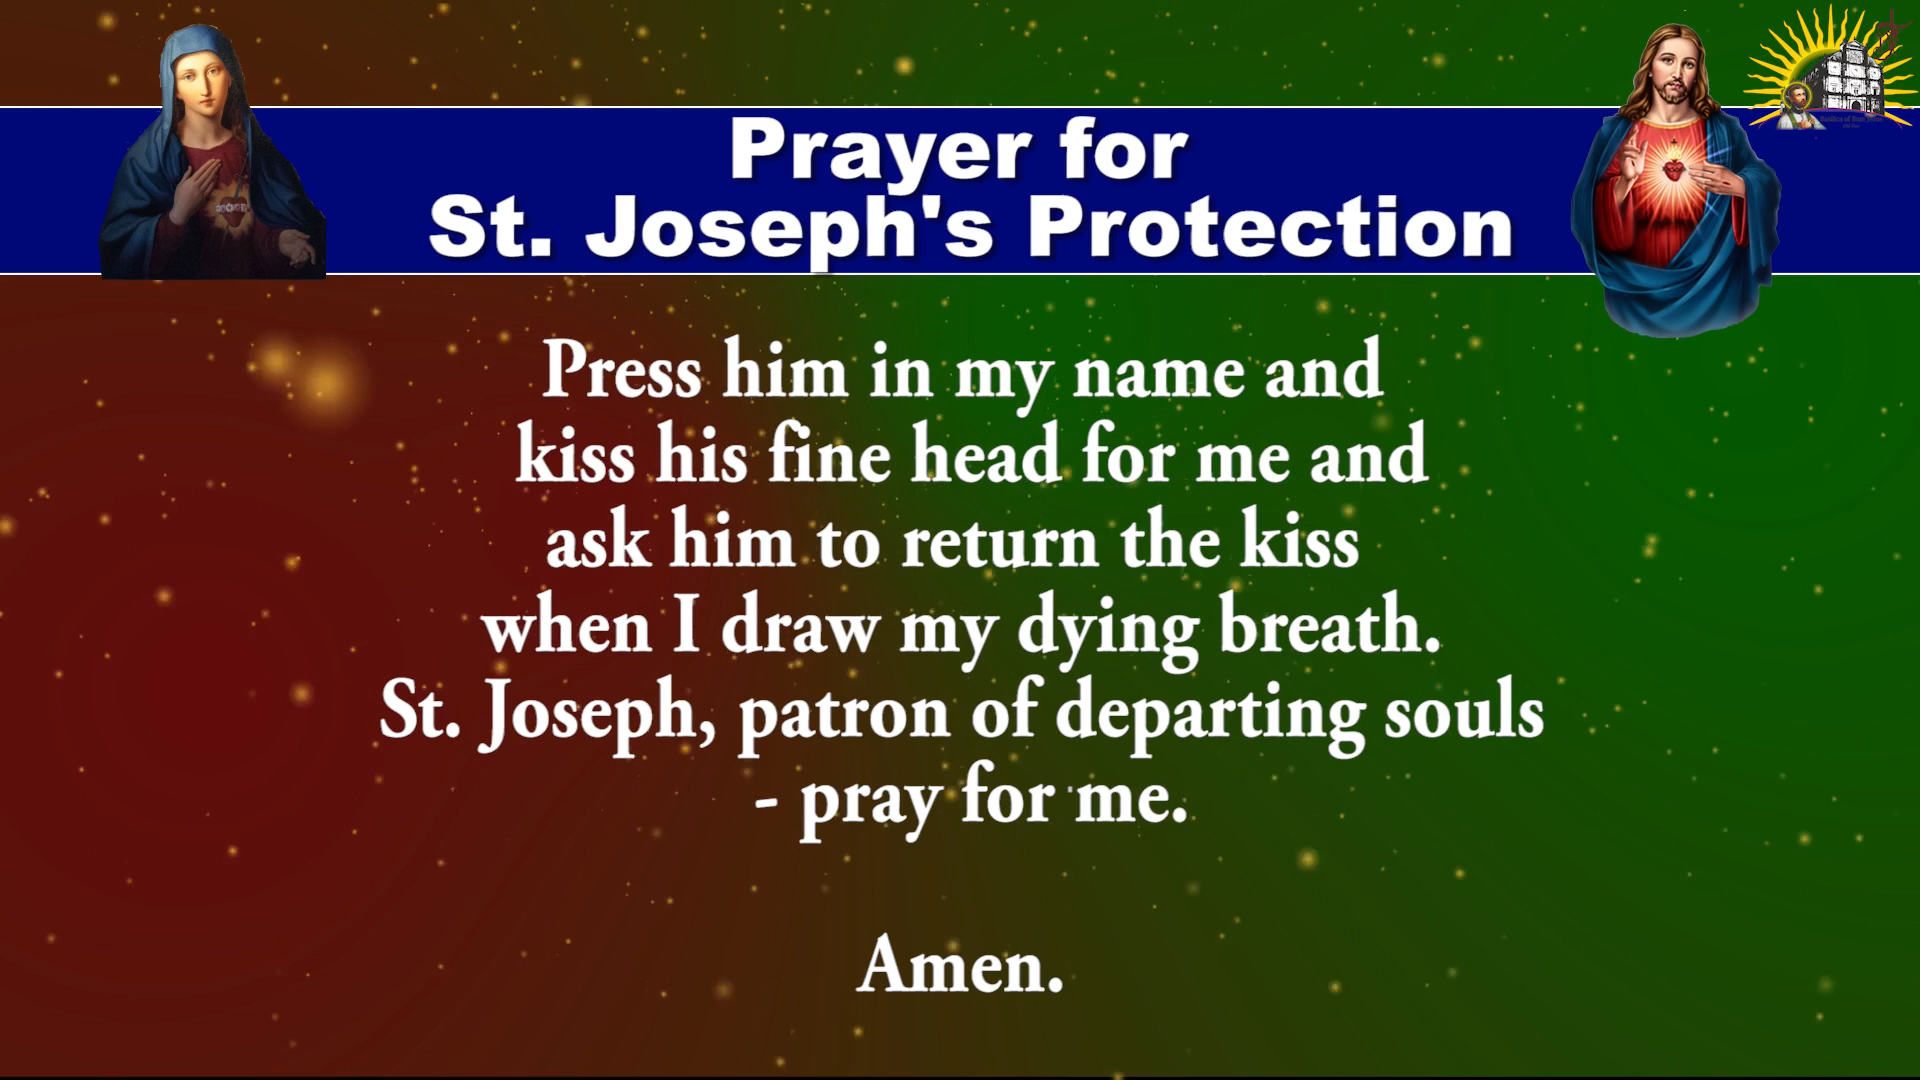 Prayer for
St. Joseph's Protection
Press him in my name and
kiss his fine head for me and
ask him to return the kiss
when I draw my dying breath.
St. Joseph, patron of departing souls
- pray for me.
Amen.